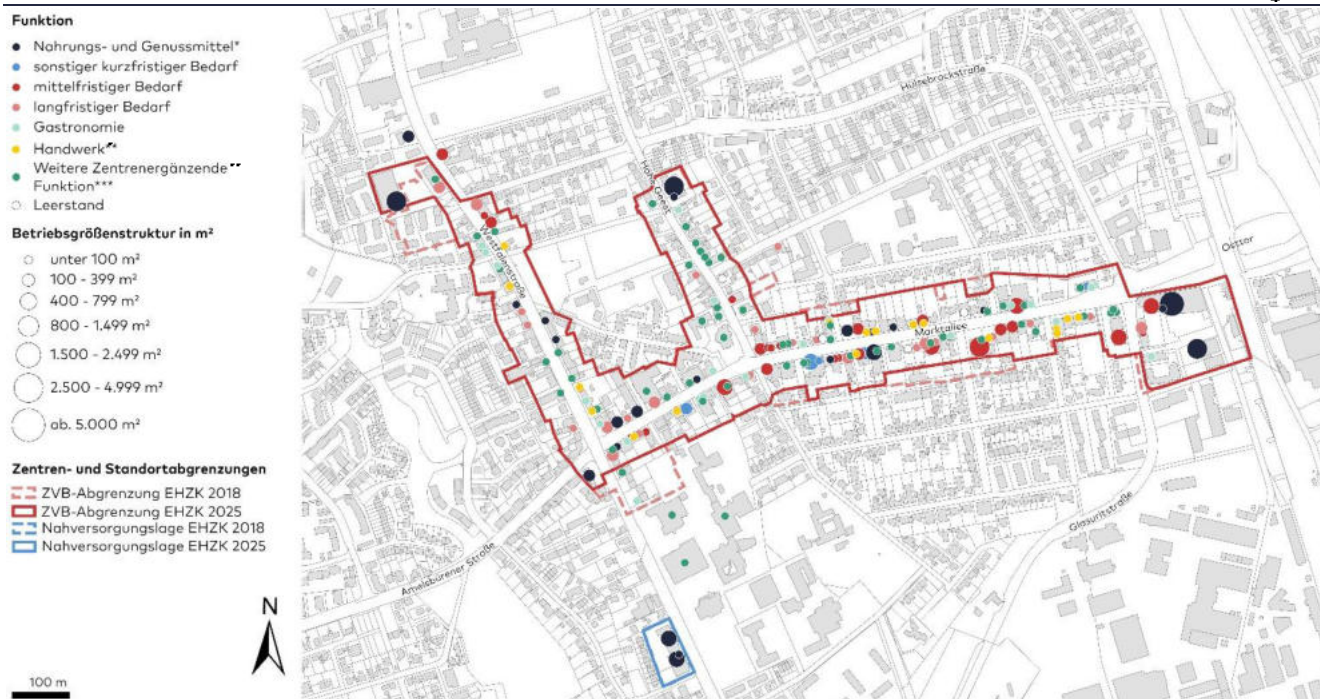 Funktion
Nahrungs- und Genussmittel*
sonstiger kurzfristiger Bedarf
mittelfristiger Bedarf
langfristiger Bedarf
Gastronomie
Handwerk**
Weitere Zentrenergänzende
Funktion***
Leerstand
Betriebsgrößenstruktur in m²
unter 100 m²
100 - 399 m²
400 - 799 m²
800 - 1.499 m²
1.500 - 2.499 m²
2.500 - 4.999 m²
ab. 5.000 m²
Zentren- und Standortabgrenzungen
ZVB-Abgrenzung EHZK 2018
ZVB-Abgrenzung EHZK 2025
Nahversorgungslage EHZK 2018
Nahversorgungslage EHZK 2025
N
100 m
Hülsebrockstraße
Hohe Geest
Westfalenstraße
Osttor
Marktallee
Glasuritstraße
Amelsbürener Straße